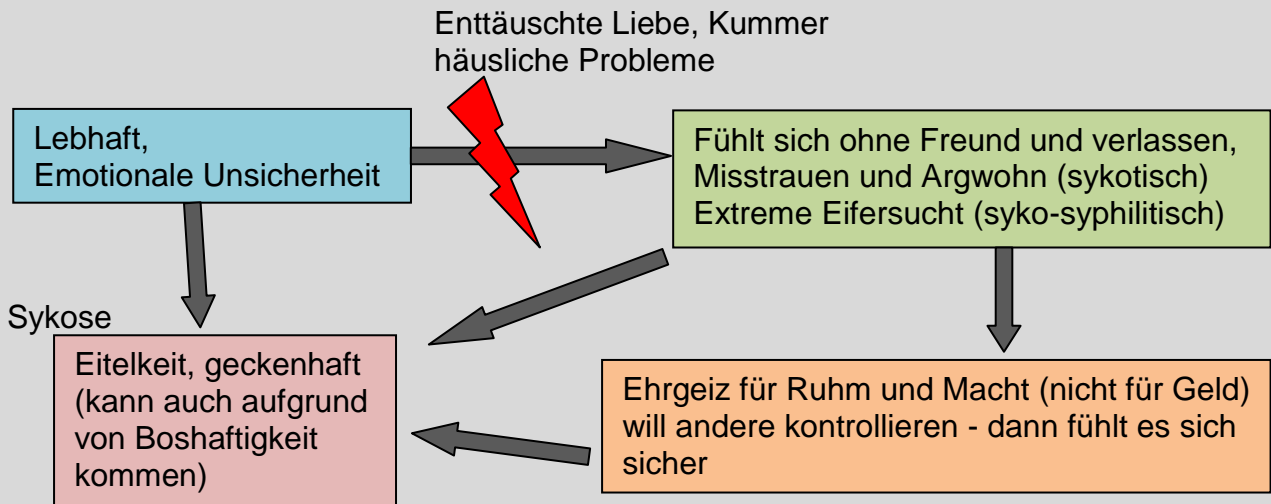 Enttäuschte Liebe, Kummer
häusliche Probleme
Lebhaft,
Emotionale Unsicherheit
Fühlt sich ohne Freund und verlassen,
Misstrauen und Argwohn (sykotisch)
Extreme Eifersucht (syko-syphilitisch)
Sykose
Eitelkeit, geckenhaft
(kann auch aufgrund
von Boshaftigkeit
kommen)
Ehrgeiz für Ruhm und Macht (nicht für Geld)
will andere kontrollieren - dann fühlt es sich
sicher